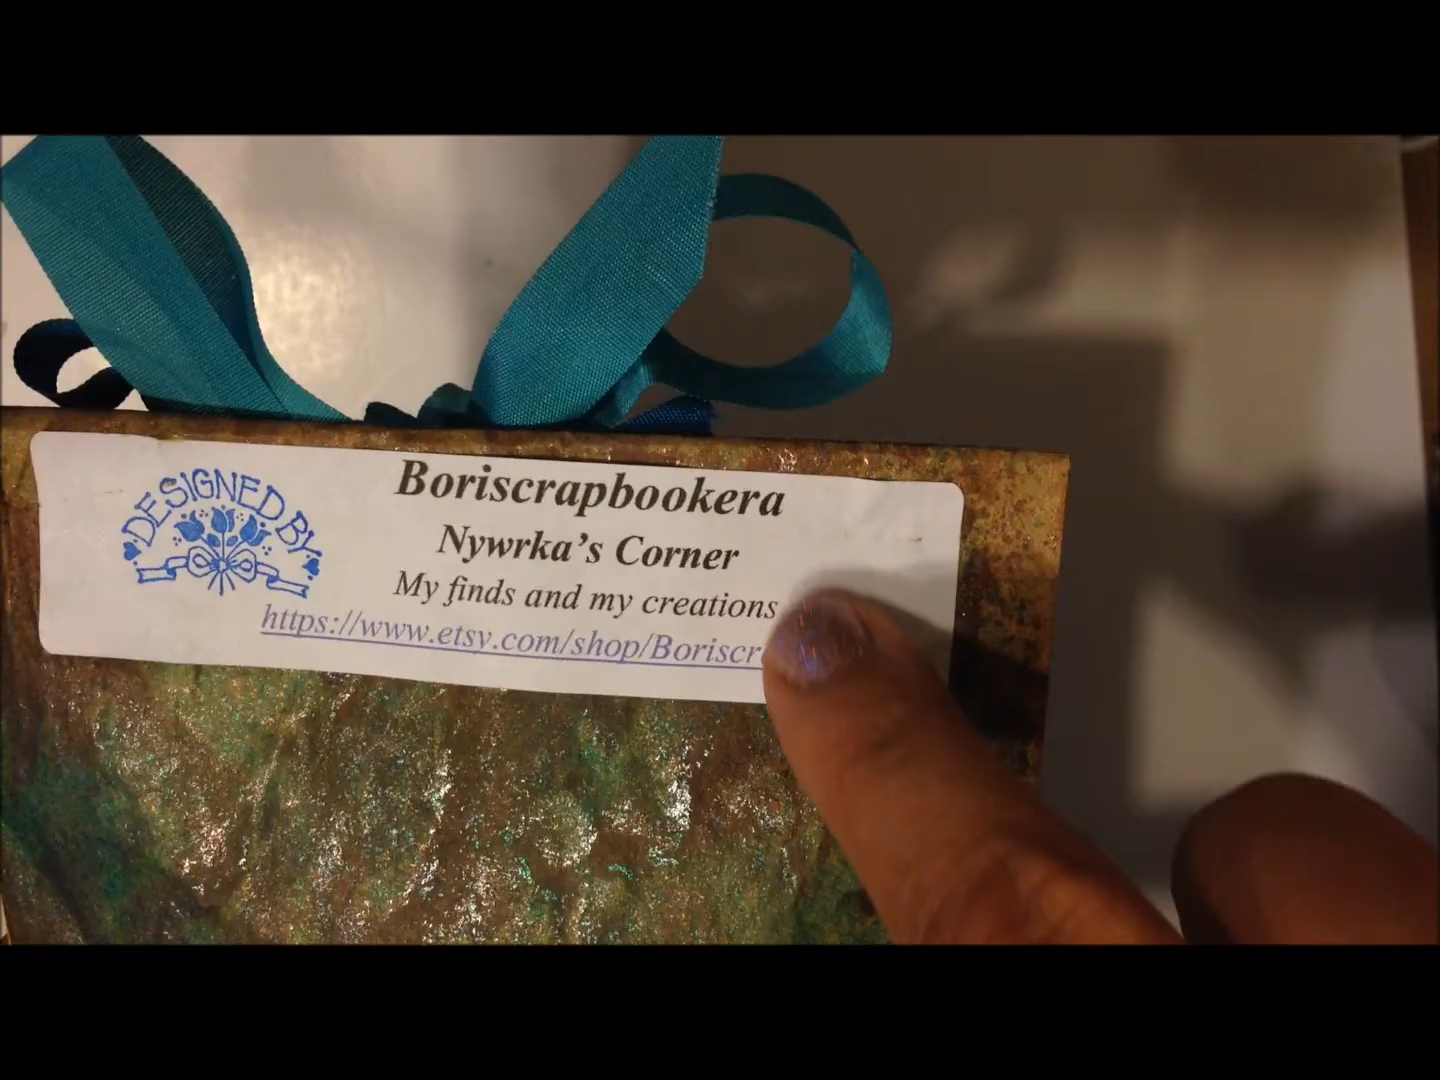 DESIGNED BY
Boriscrapbookera
Nywrka's Corner
My finds and my creations
https://www.etsy.com/shop/Boriscr